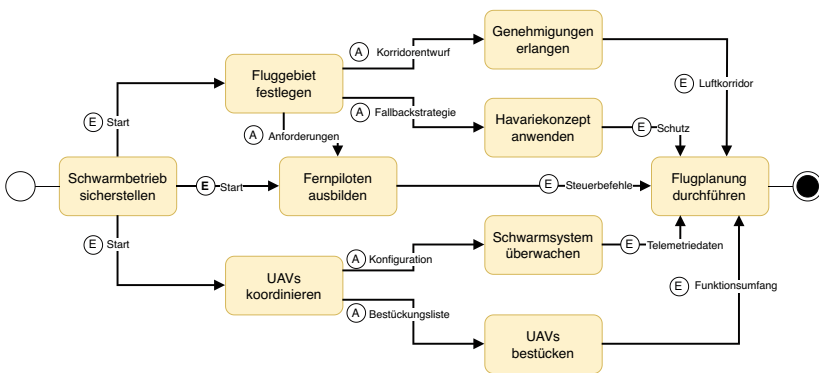 Genehmigungen
erlangen
A Korridorentwurf
Fluggebiet
festlegen
E Luftkorridor
A Fallbackstrategie
Havariekonzept
anwenden
E Start
E Schutz
A Anforderungen
Schwarmbetrieb
sicherstellen
E Start
Fernpiloten
ausbilden
E Steuerbefehle
Flugplanung
durchführen
E Start
Schwarmsystem
überwachen
E Telemetriedaten
A Konfiguration
UAVs
koordinieren
E Funktionsumfang
A Bestückungsliste
UAVs
bestücken